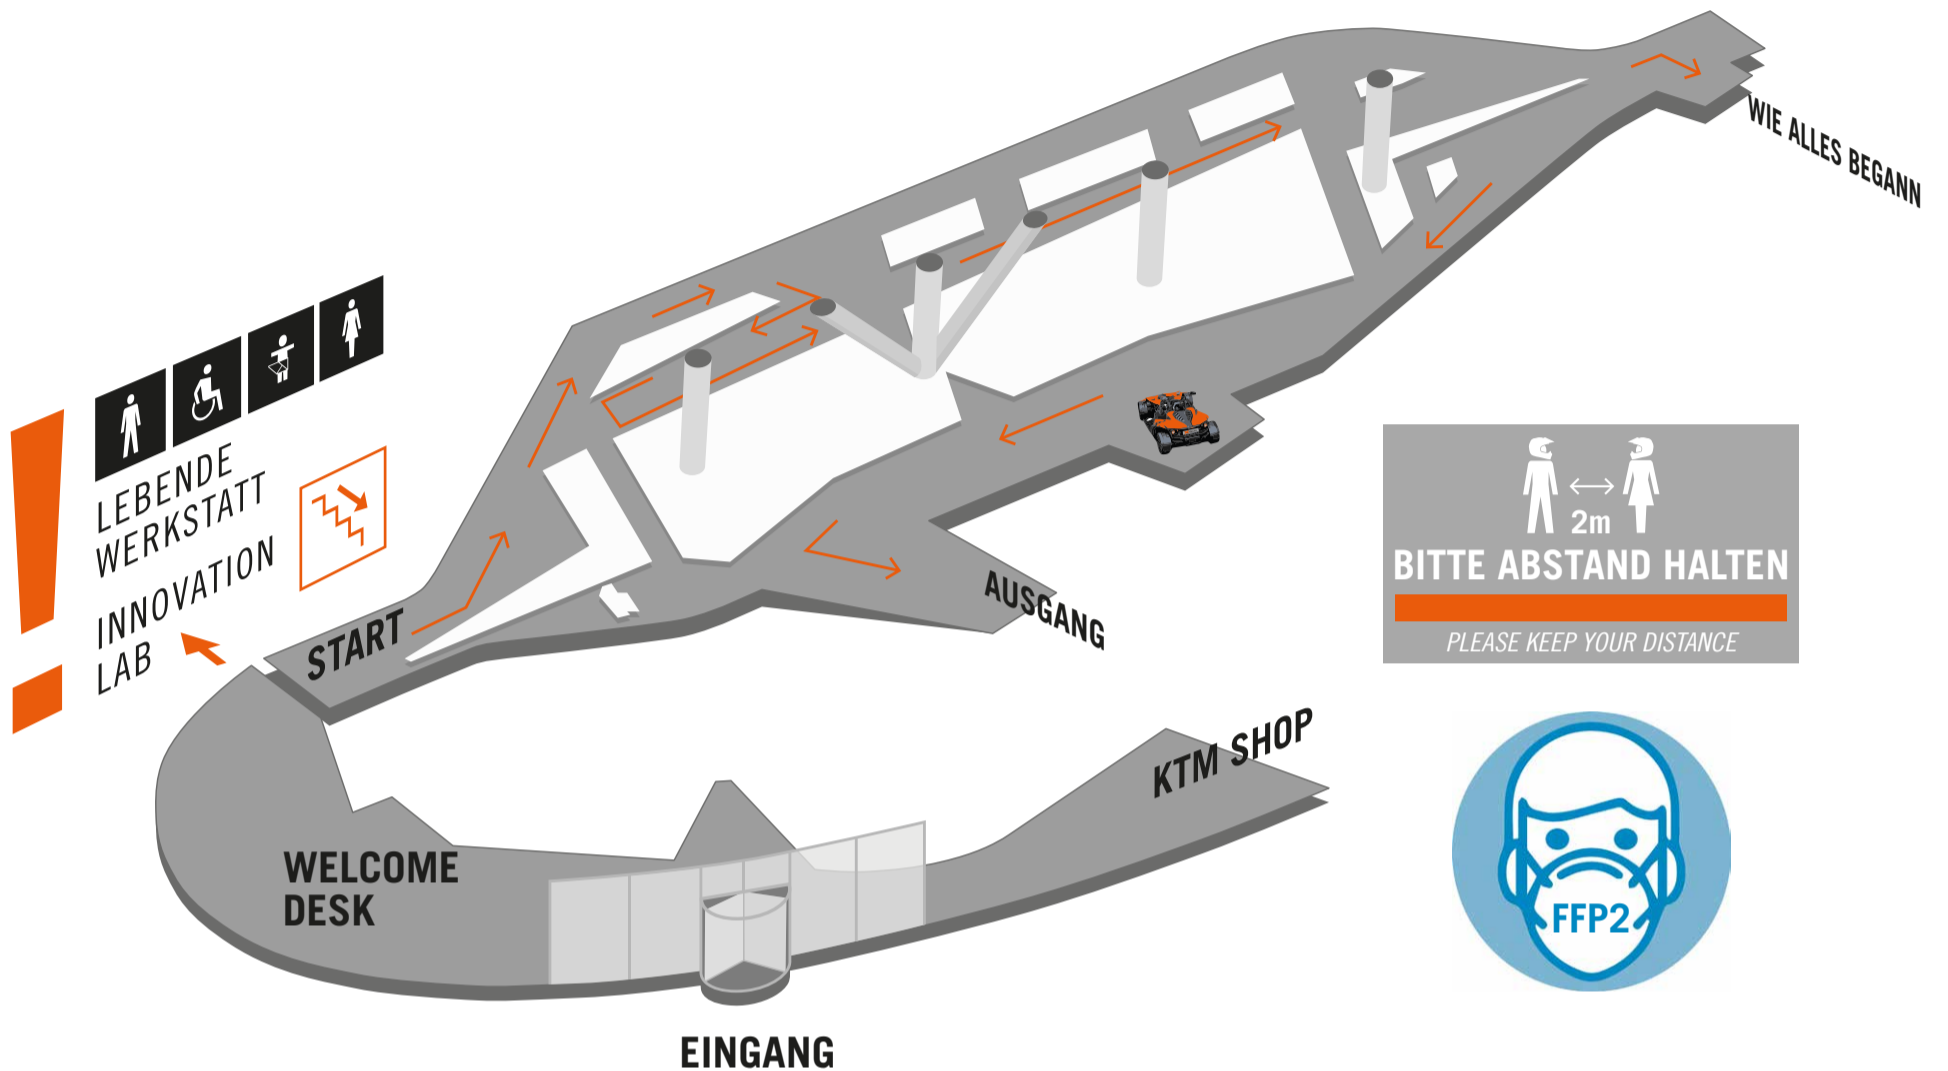 WIE ALLES BEGANN
LEBENDE
WERKSTATT
INNOVATION
LAB
START
AUSGANG
2m
BITTE ABSTAND HALTEN
PLEASE KEEP YOUR DISTANCE
KTM SHOP
WELCOME
DESK
FFP2
EINGANG